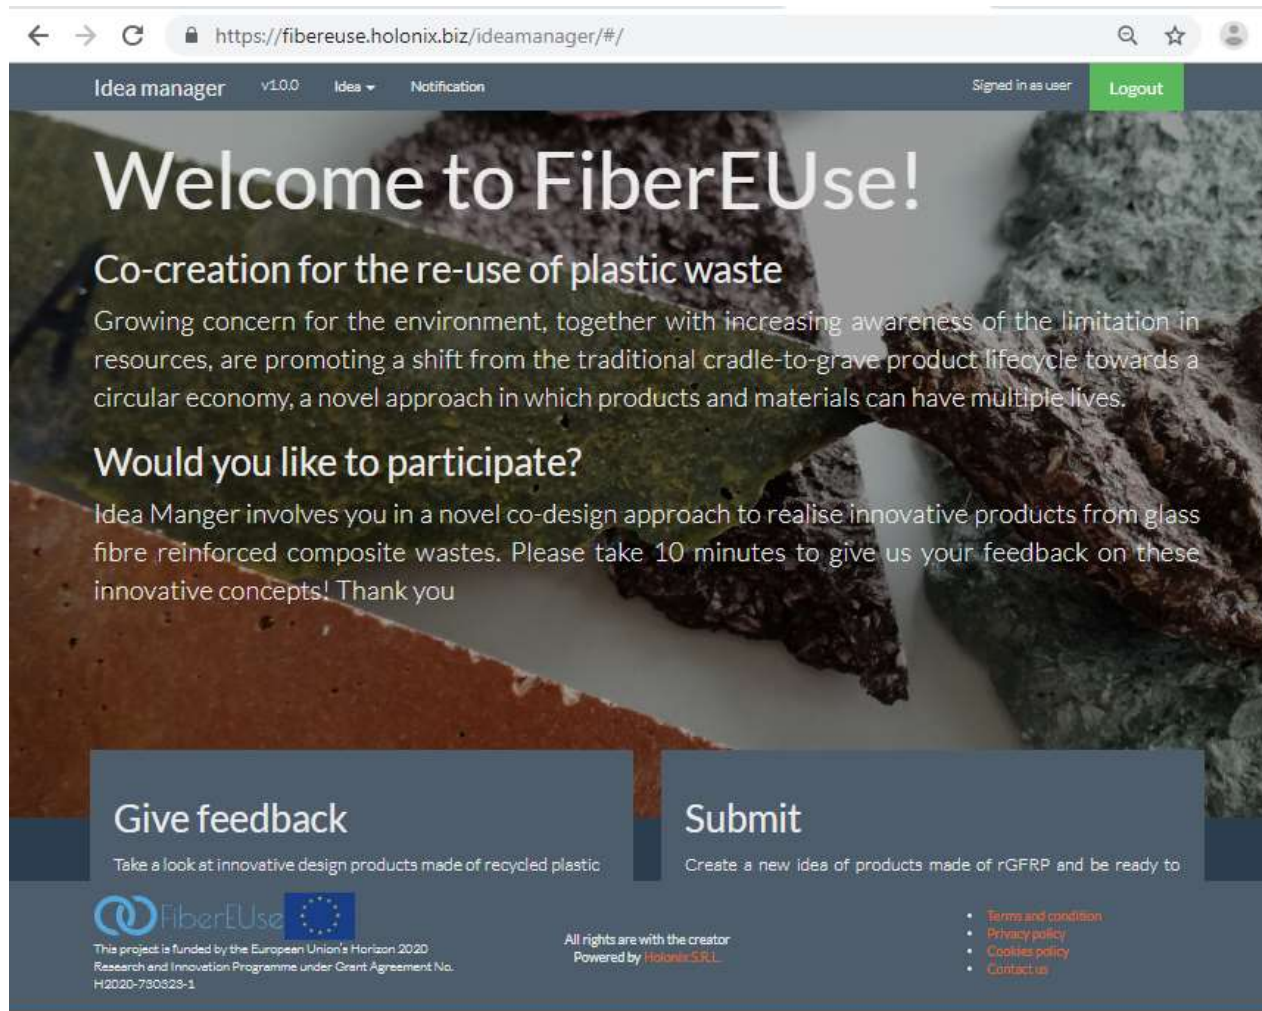 https://fibereuse.holonix.biz/ideamanager/#/
Idea manager v1.0.0 Idea Notification Signed in as user Logout
Welcome to FiberEUse!
Co-creation for the re-use of plastic waste
Growing concern for the environment, together with increasing awareness of the limitation in
resources, are promoting a shift from the traditional cradle-to-grave product lifecycle towards a
circular economy, a novel approach in which products and materials can have multiple lives.
Would you like to participate?
Idea Manger involves you in a novel co-design approach to realise innovative products from glass
fibre reinforced composite wastes. Please take 10 minutes to give us your feedback on these
innovative concepts! Thank you
Give feedback
Take a look at innovative design products made of recycled plastic
Submit
Create a new idea of products made of rGFRP and be ready to
FiberEUse
This project is funded by the European Union's Horizon 2020
Research and Innovation Programme under Grant Agreement No.
H2020-730323-1
All rights are with the creator
Powered by Holonix S.R.L.
• Terms and condition
• Privacy policy
• Cookies policy
• Contact us